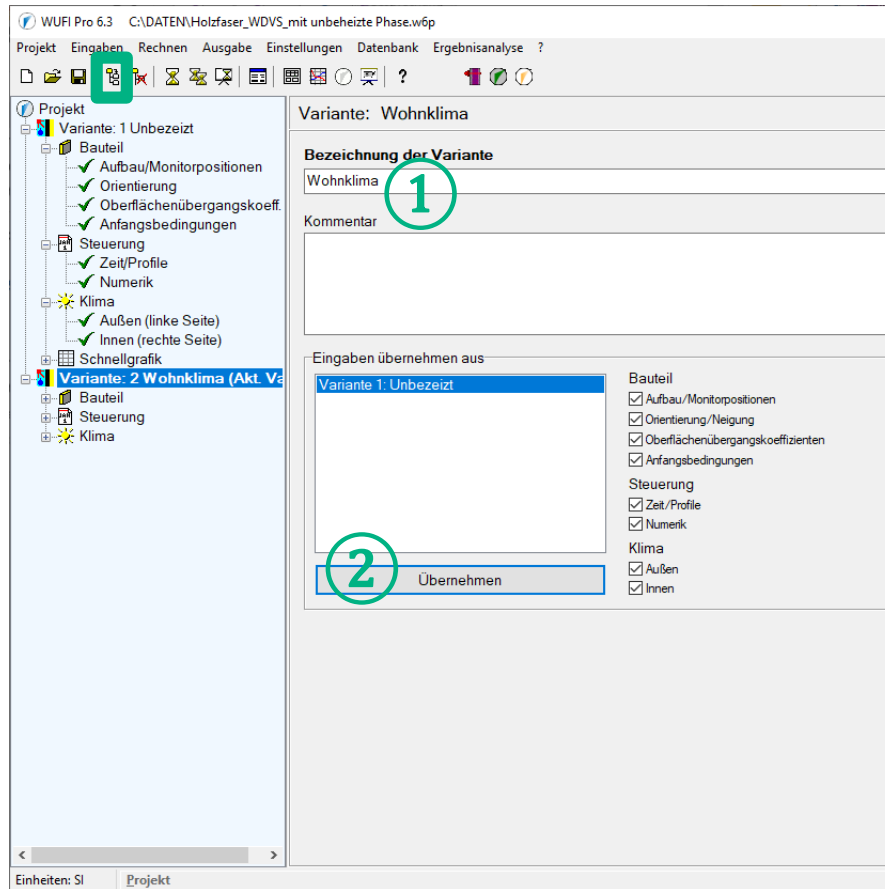 WUFI Pro 6.3 C:\DATEN\Holzfaser_WDVS_mit unbeheizte Phase.w6p
Projekt Eingaben Rechnen Ausgabe Einstellungen Datenbank Ergebnisanalyse ?
?
Projekt
Variante: 1 Unbezeizt
Bauteil
Aufbau/Monitorpositionen
Orientierung
Oberflächenübergangskoeff.
Anfangsbedingungen
Steuerung
Zeit/Profile
Numerik
Klima
Außen (linke Seite)
Innen (rechte Seite)
Schnellgrafik
Variante: 2 Wohnklima (Akt. Va
Bauteil
Steuerung
Klima
Variante: Wohnklima
Bezeichnung der Variante
Wohnklima
1
Kommentar
Eingaben übernehmen aus
Variante 1: Unbezeizt
2
Übernehmen
Bauteil
Aufbau/Monitorpositionen
Orientierung/Neigung
Oberflächenübergangskoeffizienten
Anfangsbedingungen
Steuerung
Zeit/Profile
Numerik
Klima
Außen
Innen
Einheiten: SI Projekt